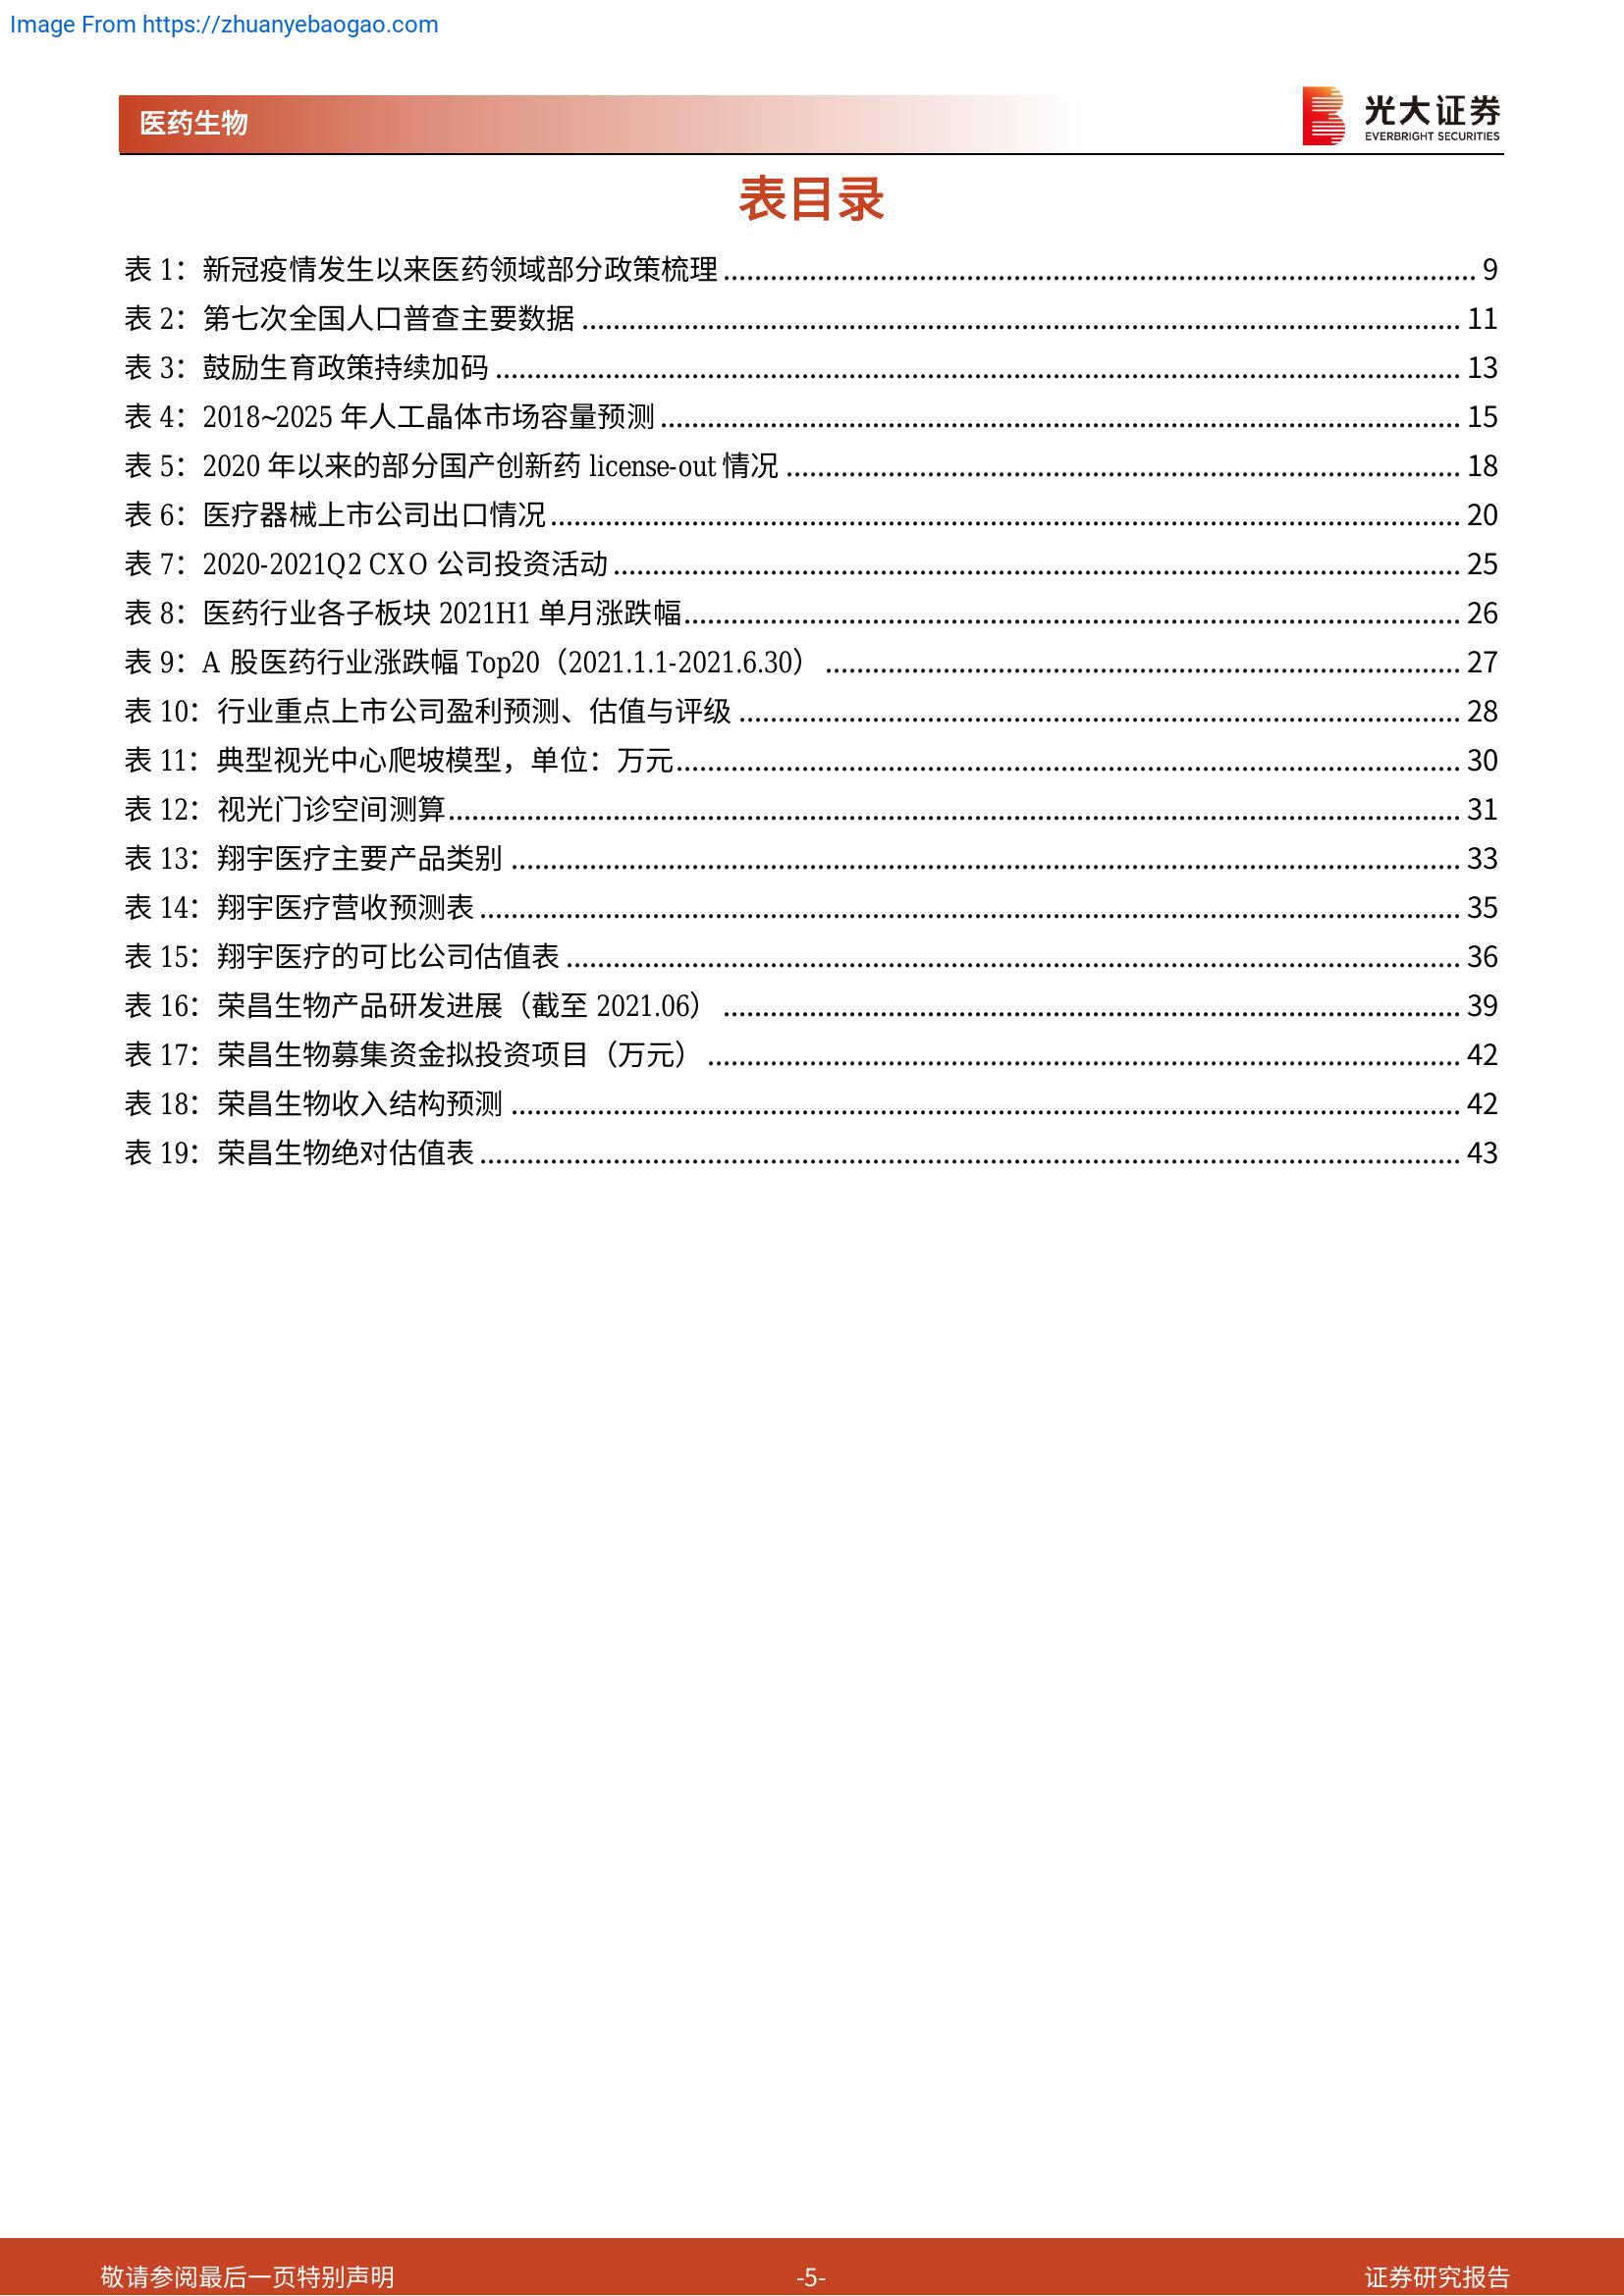 Image From https://zhuanyebaogao.com
医药生物
光大证券
EVERBRIGHT SECURITIES
表目录
表 1：新冠疫情发生以来医药领域部分政策梳理 9
表 2：第七次全国人口普查主要数据 11
表 3：鼓励生育政策持续加码 13
表 4：2018~2025 年人工晶体市场容量预测 15
表 5：2020 年以来的部分国产创新药 license-out 情况 18
表 6：医疗器械上市公司出口情况 20
表 7：2020-2021Q2 CXO 公司投资活动 25
表 8：医药行业各子板块 2021H1 单月涨跌幅 26
表 9：A 股医药行业涨跌幅 Top20（2021.1.1-2021.6.30） 27
表 10：行业重点上市公司盈利预测、估值与评级 28
表 11：典型视光中心爬坡模型，单位：万元 30
表 12：视光门诊空间测算 31
表 13：翔宇医疗主要产品类别 33
表 14：翔宇医疗营收预测表 35
表 15：翔宇医疗的可比公司估值表 36
表 16：荣昌生物产品研发进展（截至 2021.06） 39
表 17：荣昌生物募集资金拟投资项目（万元） 42
表 18：荣昌生物收入结构预测 42
表 19：荣昌生物绝对估值表 43
敬请参阅最后一页特别声明 -5- 证券研究报告